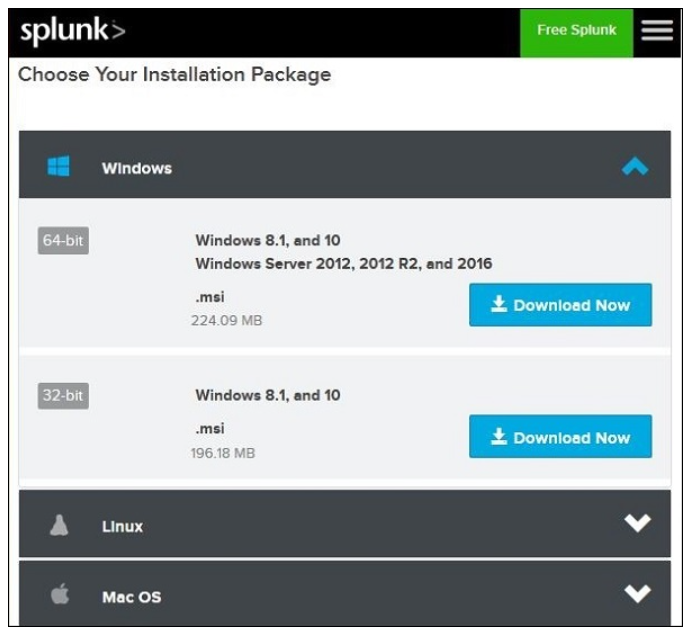 splunk>
Free Splunk
Choose Your Installation Package
Windows
64-bit
Windows 8.1, and 10
Windows Server 2012, 2012 R2, and 2016
.msi
224.09 MB
Download Now
32-bit
Windows 8.1, and 10
.msi
196.18 MB
Download Now
Linux
Mac OS